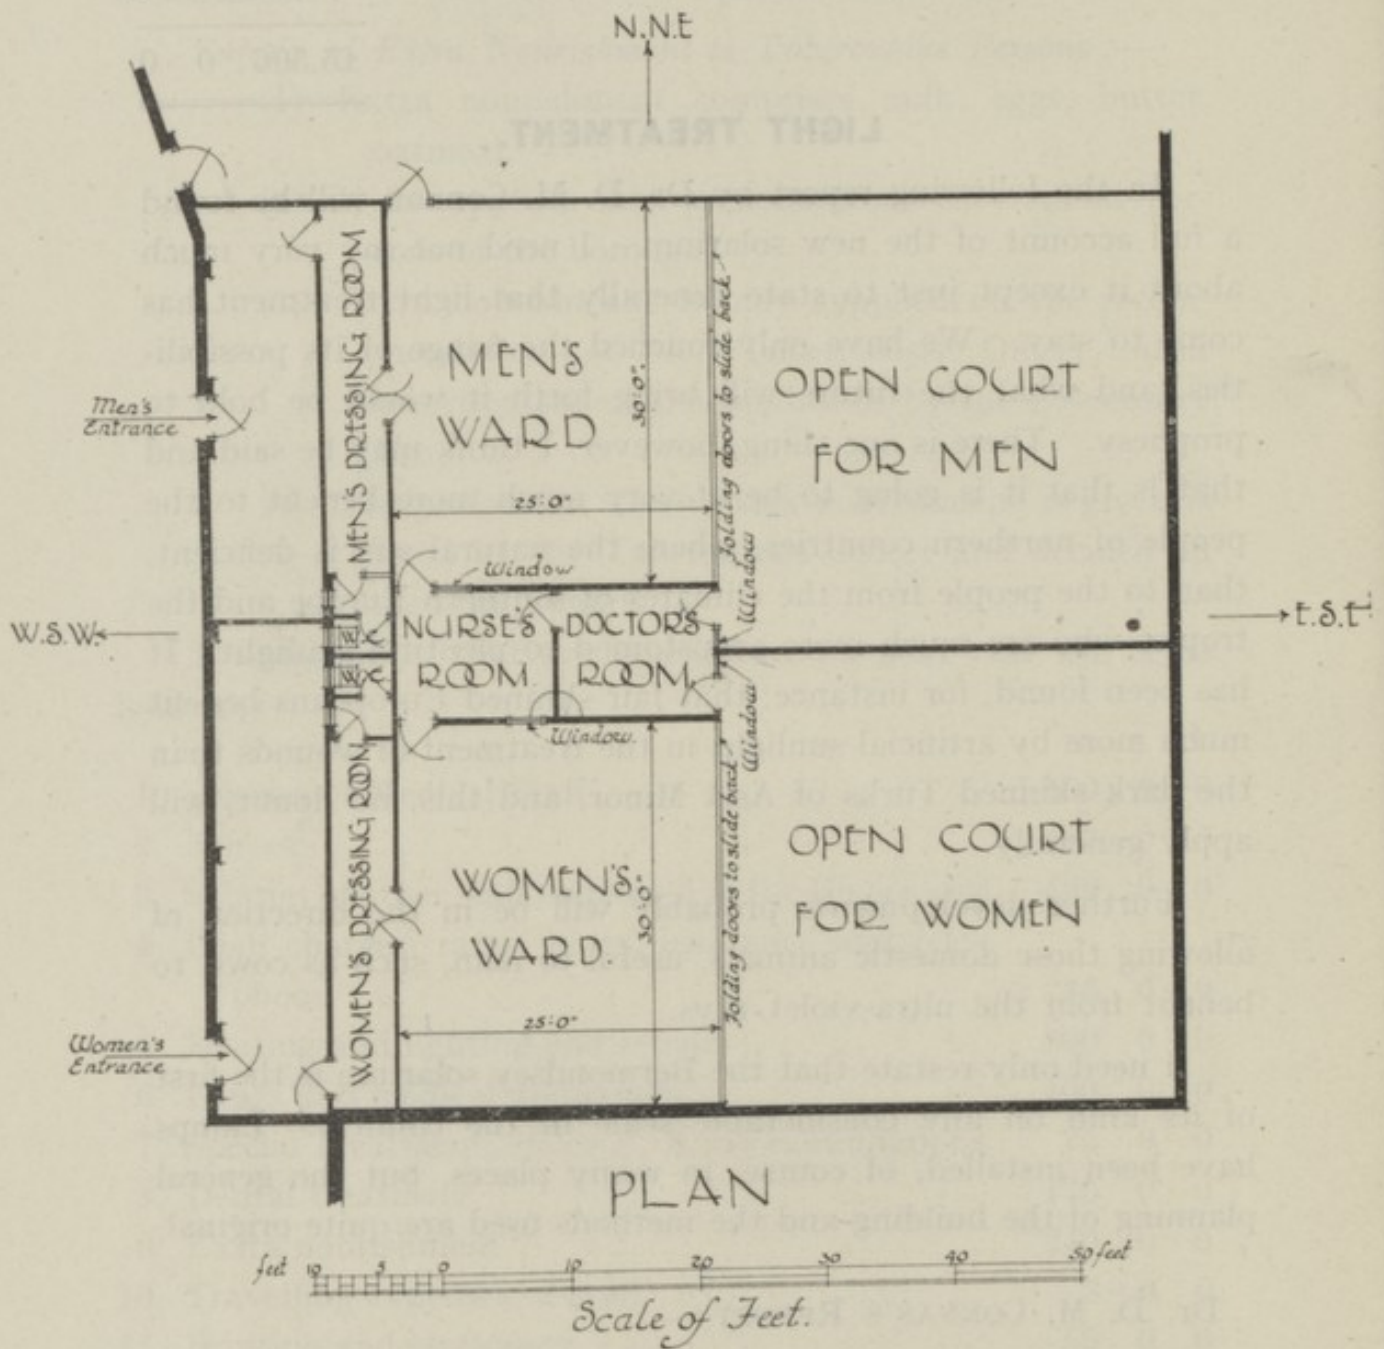 N.N.E
MEN'S DRESSING ROOM
MEN'S
WARD
30'.0".
25'.0"
Folding doors to slide back
OPEN COURT
FOR MEN
Men's
Entrance
Window
Window
W.S.W.
E.S.E.
NURSE'S
ROOM.
DOCTOR'S
ROOM.
Window.
Window
WOMEN'S DRESSING ROOM
WOMEN'S
WARD.
30'.0"
25'.0"
Folding doors to slide back
OPEN COURT
FOR WOMEN
Women's
Entrance
PLAN
feet 10 5 0 10 20 30 40 50 feet
Scale of Feet.